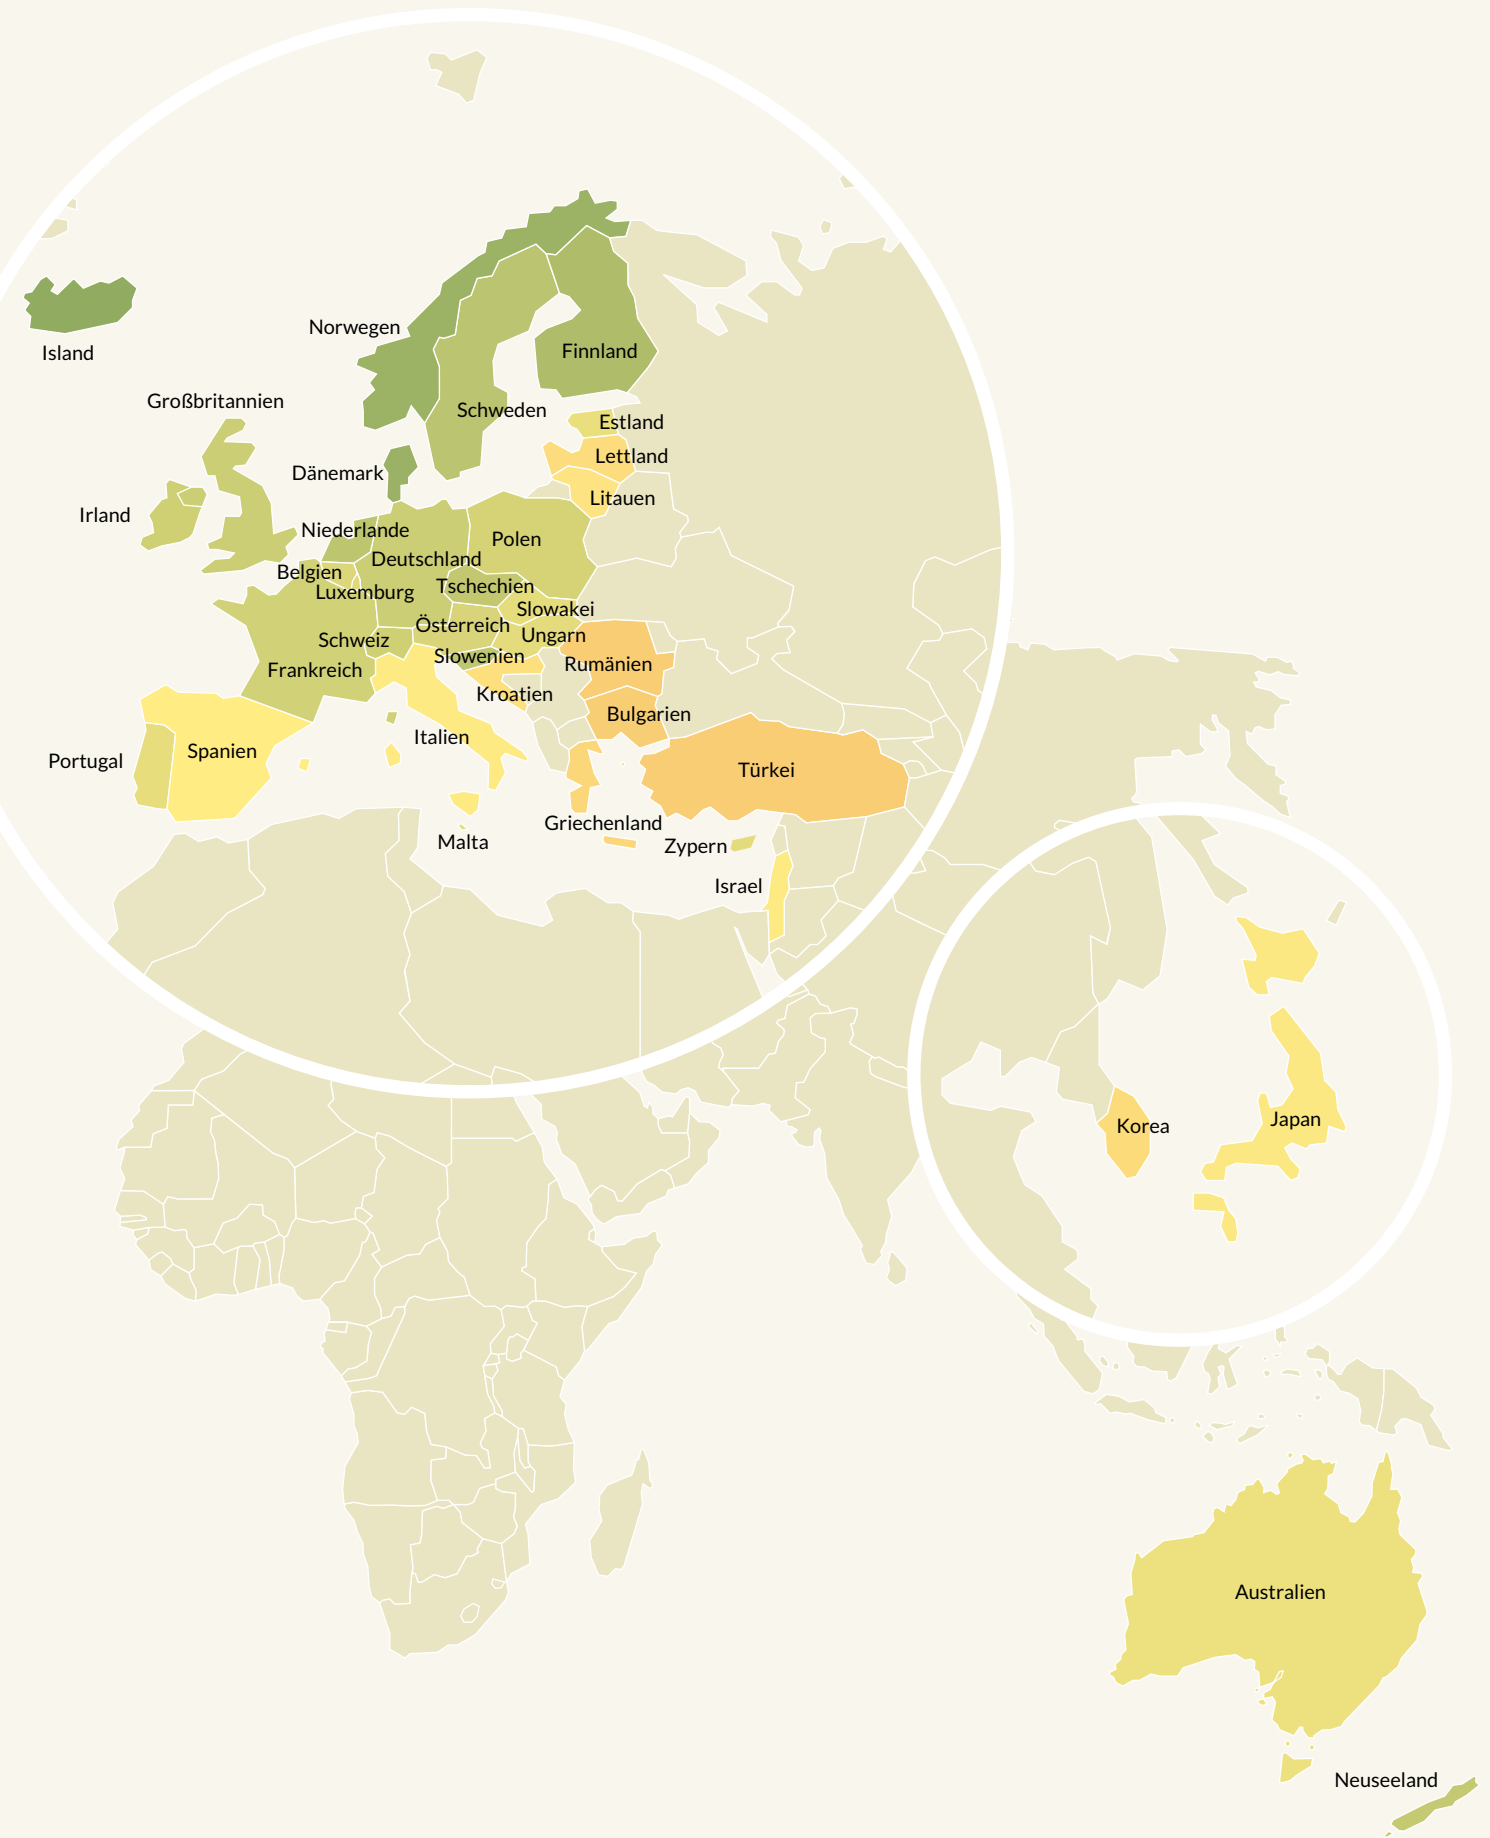 Norwegen
Island
Finnland
Großbritannien
Schweden
Estland
Lettland
Dänemark
Litauen
Irland
Niederlande
Polen
Deutschland
Belgien
Tschechien
Luxemburg
Slowakei
Österreich
Ungarn
Schweiz
Slowenien
Rumänien
Frankreich
Kroatien
Bulgarien
Italien
Spanien
Portugal
Türkei
Griechenland
Malta
Zypern
Israel
Korea
Japan
Australien
Neuseeland